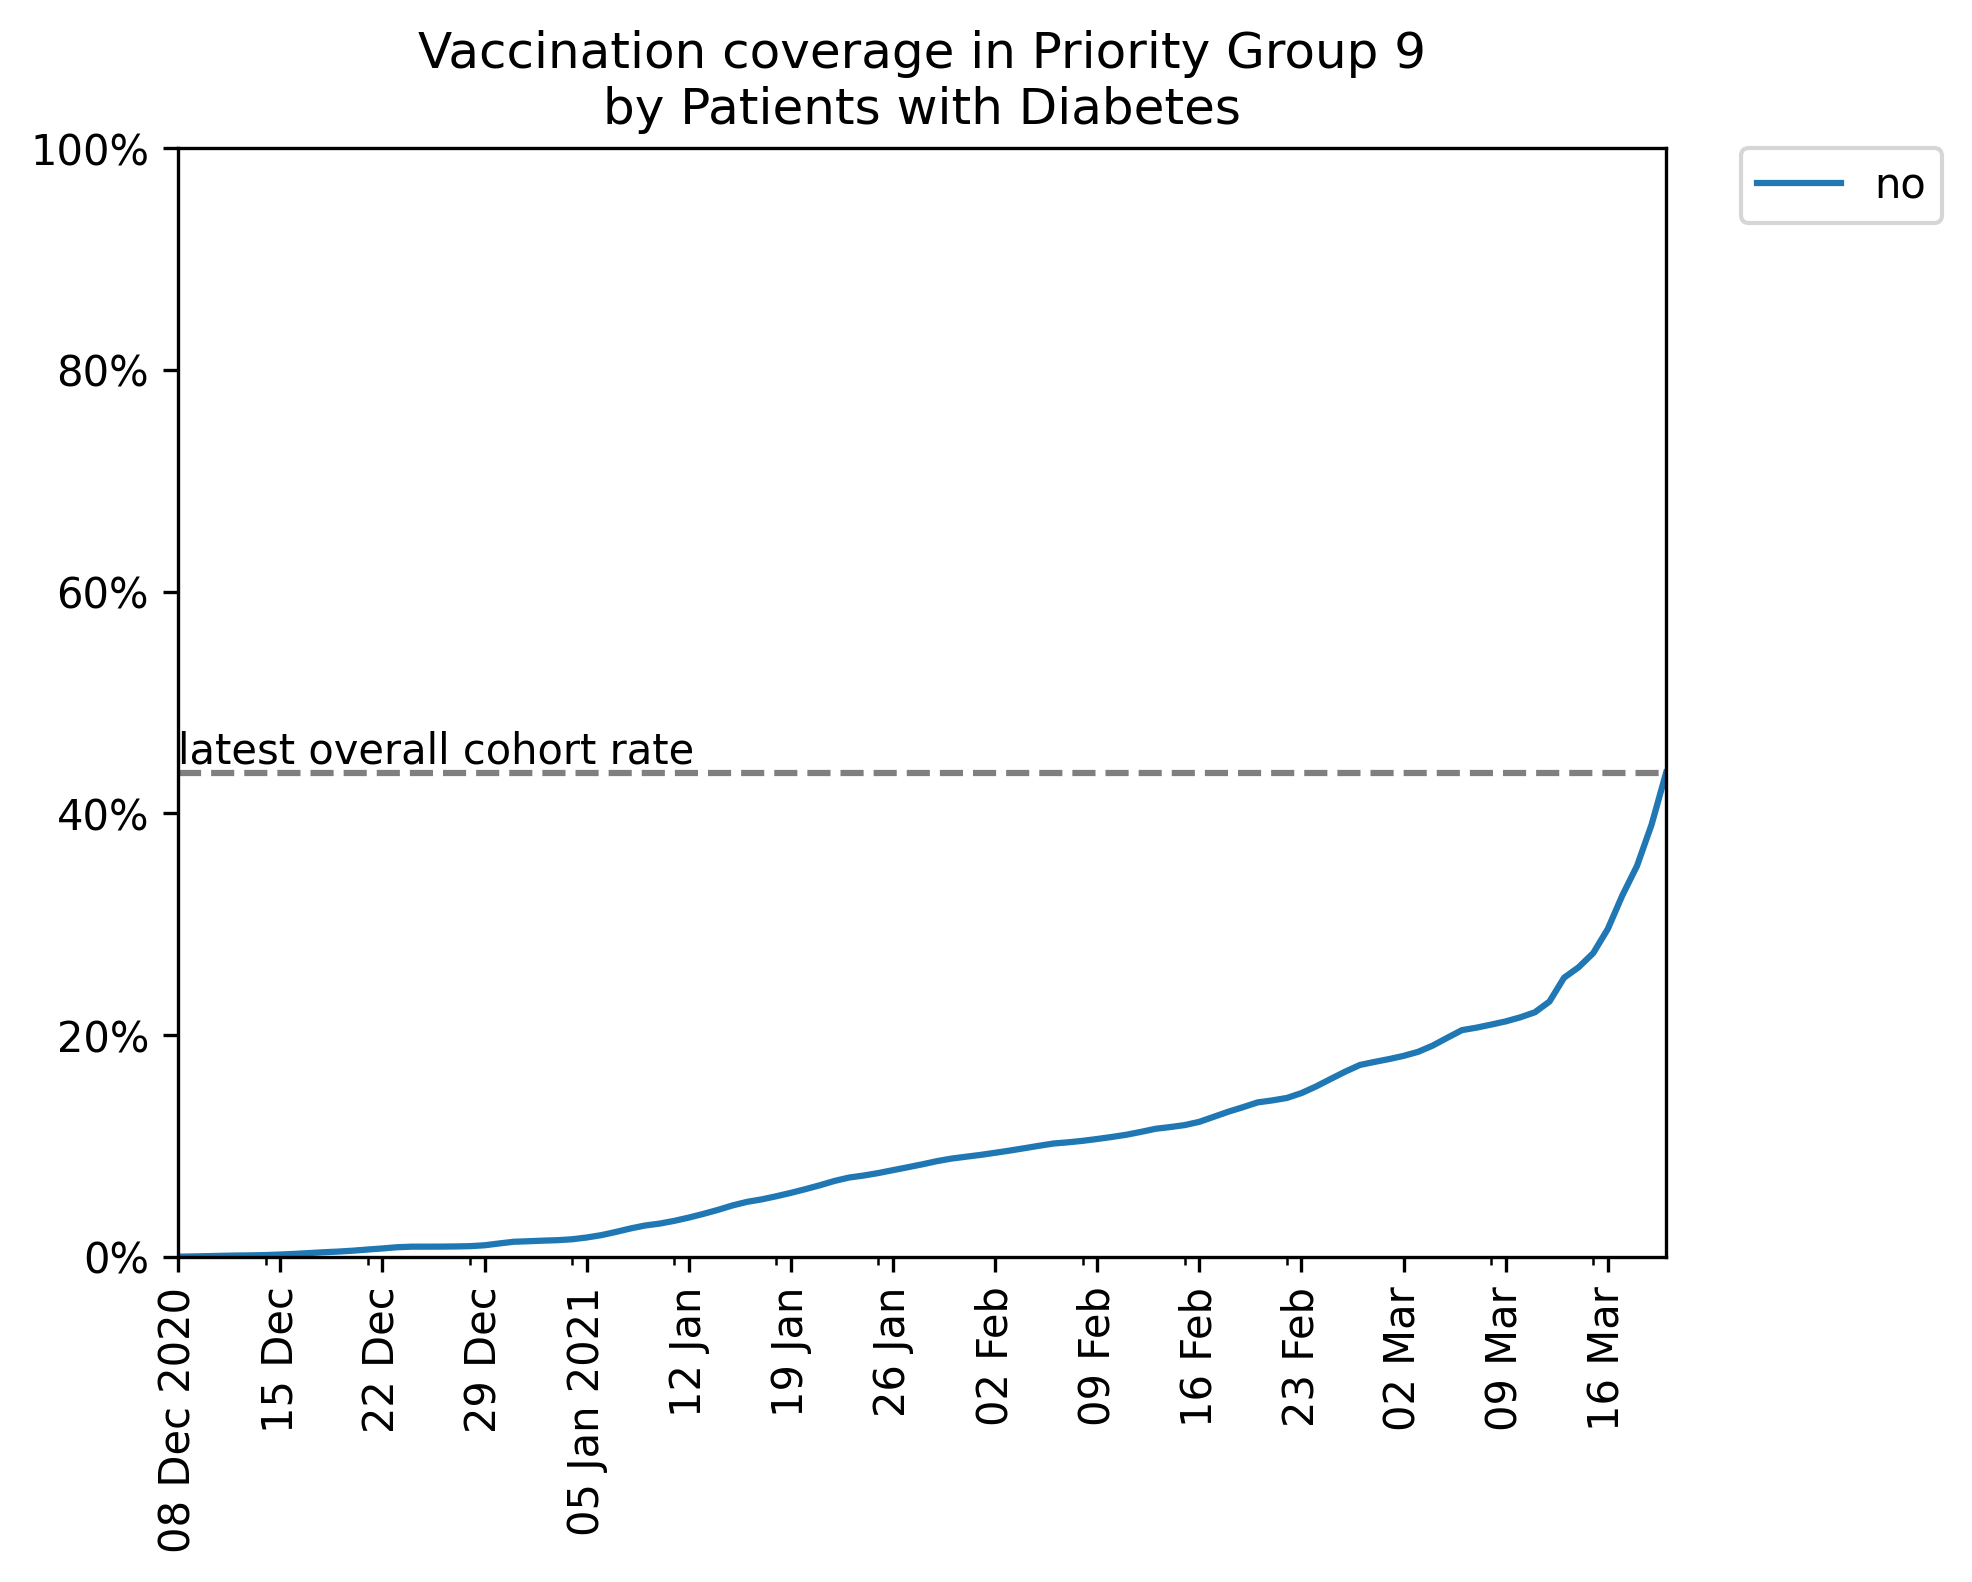 Vaccination coverage in Priority Group 9
by Patients with Diabetes
100%
80%
60%
40%
20%
0%
no
latest overall cohort rate
08 Dec 2020
15 Dec
22 Dec
29 Dec
05 Jan 2021
12 Jan
19 Jan
26 Jan
02 Feb
09 Feb
16 Feb
23 Feb
02 Mar
09 Mar
16 Mar